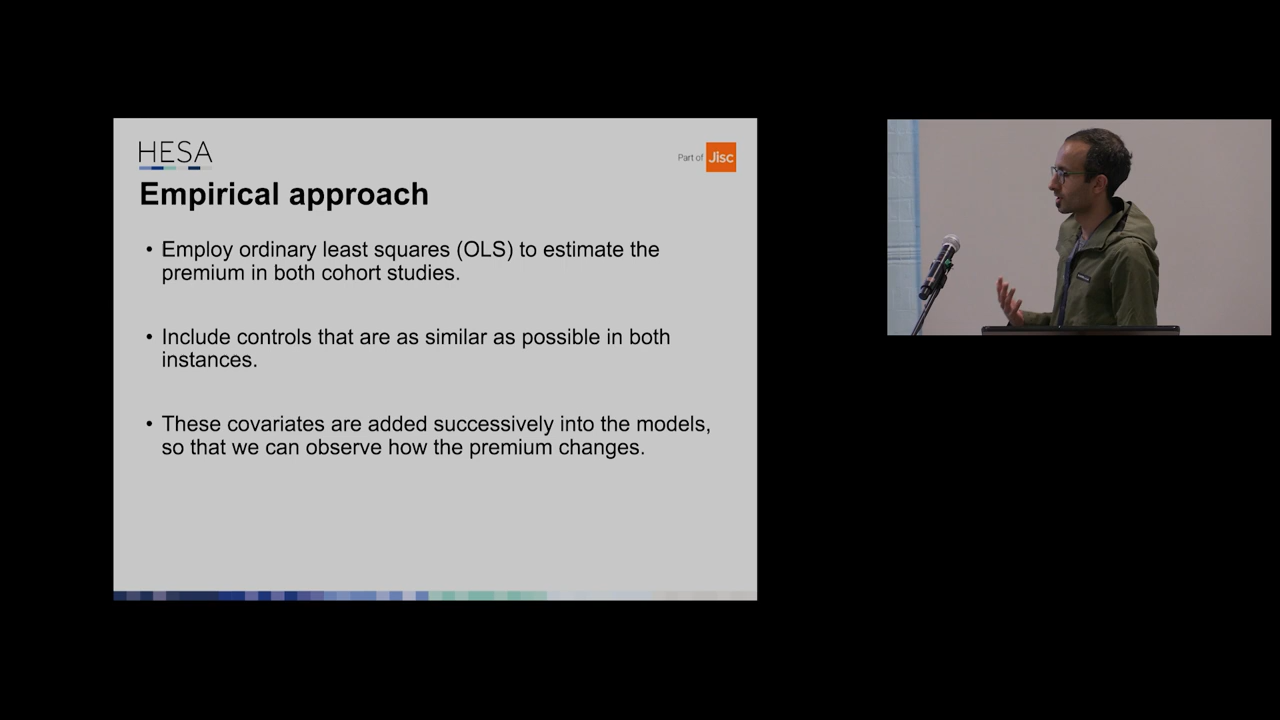 HESA
Part of Jisc
Empirical approach
• Employ ordinary least squares (OLS) to estimate the
premium in both cohort studies.
• Include controls that are as similar as possible in both
instances.
• These covariates are added successively into the models,
so that we can observe how the premium changes.